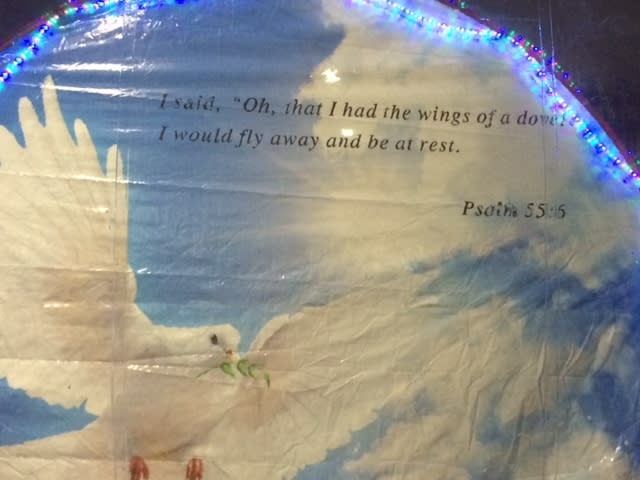 I said, "Oh, that I had the wings of a dove!
I would fly away and be at rest.
Psalm 55:6